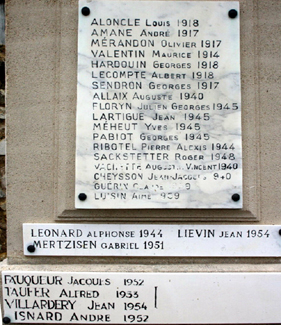 ALONCLE LOUIS 1918
AMANE ANDRÉ 1917
MÉRANDON OLIVIER 1917
VALENTIN MAURICE 1914
HARDOUIN GEORGES 1918
LECOMPTE ALBERT 1918
SENDRON GEORGES 1917
ALLAIX AUGUSTE 1940
FLORYN JULIEN GEORGES 1945
LARTIGUE JEAN 1945
MÉHEUT YVES 1945
PABIOT GEORGES 1945
RIBOTEL PIERRE ALEXIS 1944
SACKSTETTER ROGER 1948
VINCENT 1940
CHEYSSON JEAN-JACQUES
LEONARD ALPHONSE 1944 LIEVIN JEAN 1954
MERTZISEN GABRIEL 1951
FAUQUEUR JACQUES 1952
TAUFER ALFRED 1953
VILLARDERY JEAN 1954
ISNARD ANDRE 1952